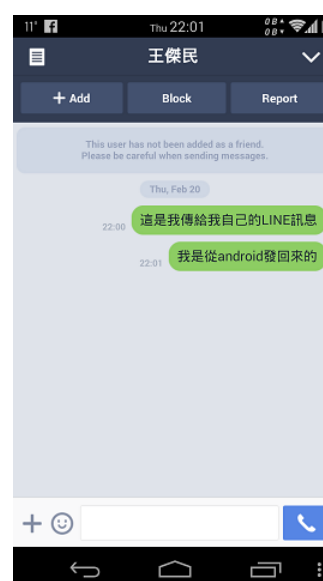 11° Thu 22:01
王傑民
+ Add Block Report
This user has not been added as a friend.
Please be careful when sending messages.
Thu, Feb 20
22:00 這是我傳給我自己的LINE訊息
22:01 我是從android發回來的